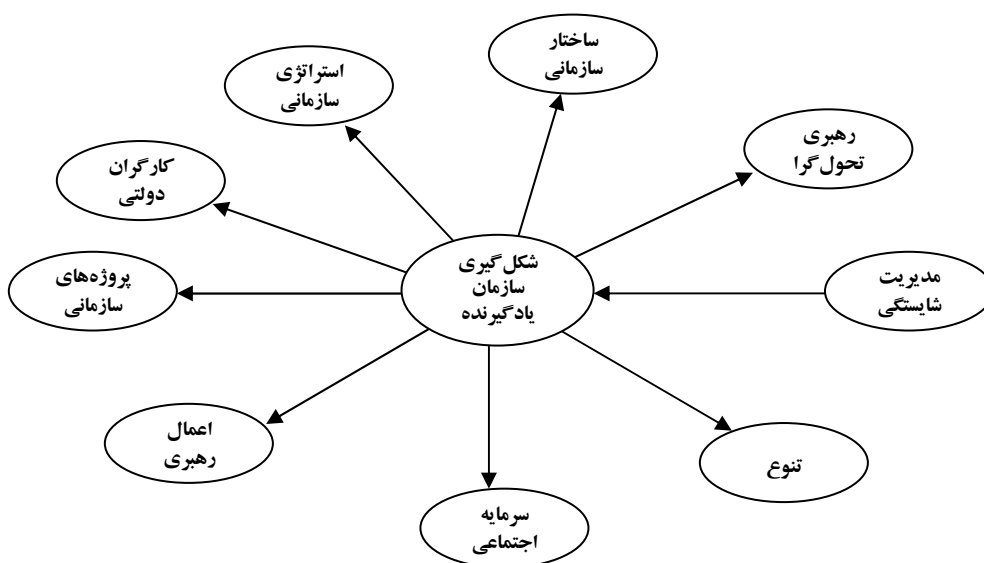 ساختار
سازمانی
استراتژی
سازمانی
رهبری
تحول‌گرا
کارگران
دولتی
شکل‌گیری
سازمان
یادگیرنده
مدیریت
شایستگی
پروژه‌های
سازمانی
اعمال
رهبری
تنوع
سرمایه
اجتماعی